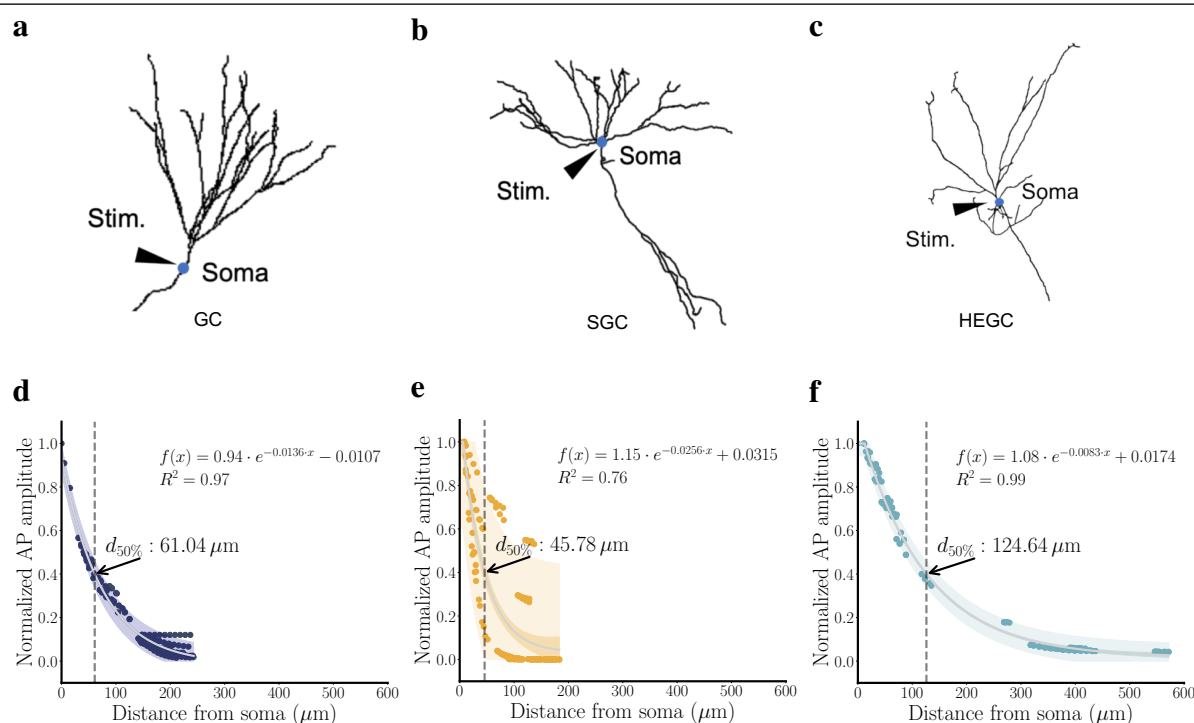 a
b
c
Stim.
Soma
GC
Stim.
Soma
SGC
Stim.
Soma
HEGC
d
e
f
Normalized AP amplitude
1.0
0.8
0.6
0.4
0.2
0.0
f(x) = 0.94 · e^{-0.0136·x} − 0.0107
R² = 0.97
d_{50%} : 61.04 μm
0 100 200 300 400 500 600
Distance from soma (μm)
Normalized AP amplitude
1.0
0.8
0.6
0.4
0.2
0.0
f(x) = 1.15 · e^{-0.0256·x} + 0.0315
R² = 0.76
d_{50%} : 45.78 μm
0 100 200 300 400 500 600
Distance from soma (μm)
Normalized AP amplitude
1.0
0.8
0.6
0.4
0.2
0.0
f(x) = 1.08 · e^{-0.0083·x} + 0.0174
R² = 0.99
d_{50%} : 124.64 μm
0 100 200 300 400 500 600
Distance from soma (μm)